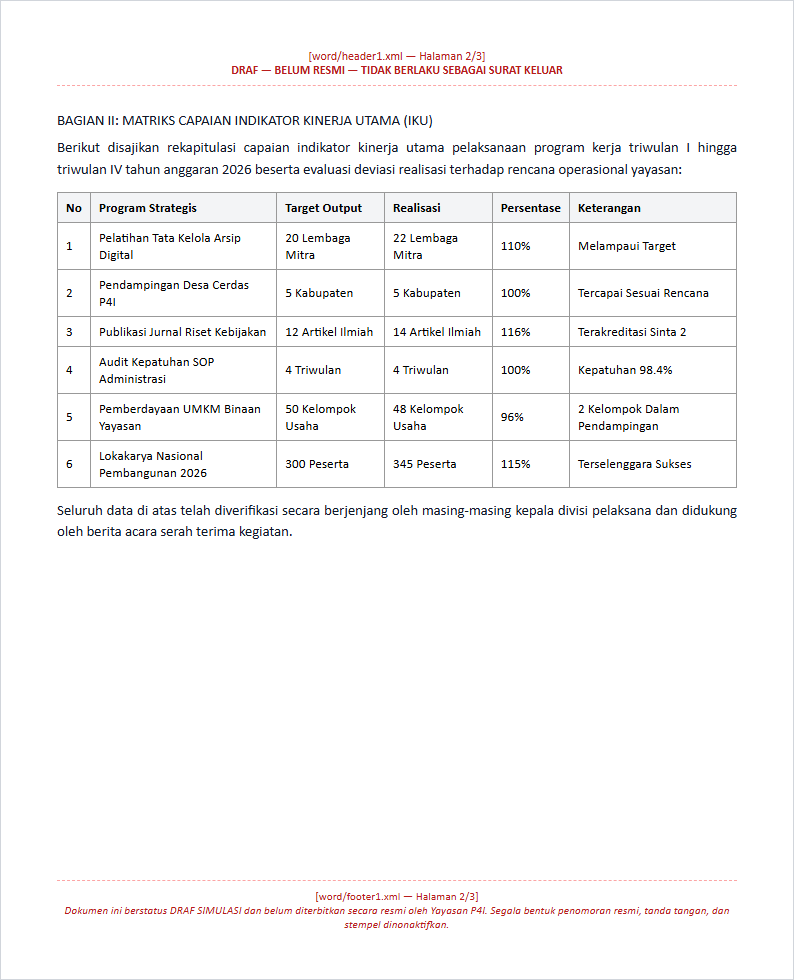 [word/header1.xml — Halaman 2/3]
DRAF — BELUM RESMI — TIDAK BERLAKU SEBAGAI SURAT KELUAR
BAGIAN II: MATRIKS CAPAIAN INDIKATOR KINERJA UTAMA (IKU)
Berikut disajikan rekapitulasi capaian indikator kinerja utama pelaksanaan program kerja triwulan I hingga
triwulan IV tahun anggaran 2026 beserta evaluasi deviasi realisasi terhadap rencana operasional yayasan:
No Program Strategis Target Output Realisasi Persentase Keterangan
1 Pelatihan Tata Kelola Arsip Digital 20 Lembaga Mitra 22 Lembaga Mitra 110% Melampaui Target
2 Pendampingan Desa Cerdas P4I 5 Kabupaten 5 Kabupaten 100% Tercapai Sesuai Rencana
3 Publikasi Jurnal Riset Kebijakan 12 Artikel Ilmiah 14 Artikel Ilmiah 116% Terakreditasi Sinta 2
4 Audit Kepatuhan SOP Administrasi 4 Triwulan 4 Triwulan 100% Kepatuhan 98.4%
5 Pemberdayaan UMKM Binaan Yayasan 50 Kelompok Usaha 48 Kelompok Usaha 96% 2 Kelompok Dalam Pendampingan
6 Lokakarya Nasional Pembangunan 2026 300 Peserta 345 Peserta 115% Terselenggara Sukses
Seluruh data di atas telah diverifikasi secara berjenjang oleh masing-masing kepala divisi pelaksana dan didukung
oleh berita acara serah terima kegiatan.
[word/footer1.xml — Halaman 2/3]
Dokumen ini berstatus DRAF SIMULASI dan belum diterbitkan secara resmi oleh Yayasan P4I. Segala bentuk penomoran resmi, tanda tangan, dan
stempel dinonaktifkan.